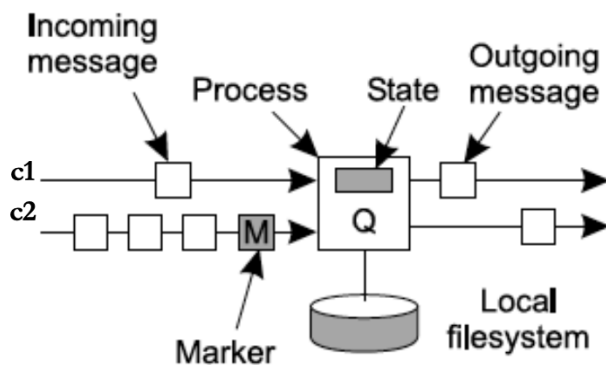 Incoming
message
Process
State
Outgoing
message
c1
c2
M
Q
Marker
Local
filesystem